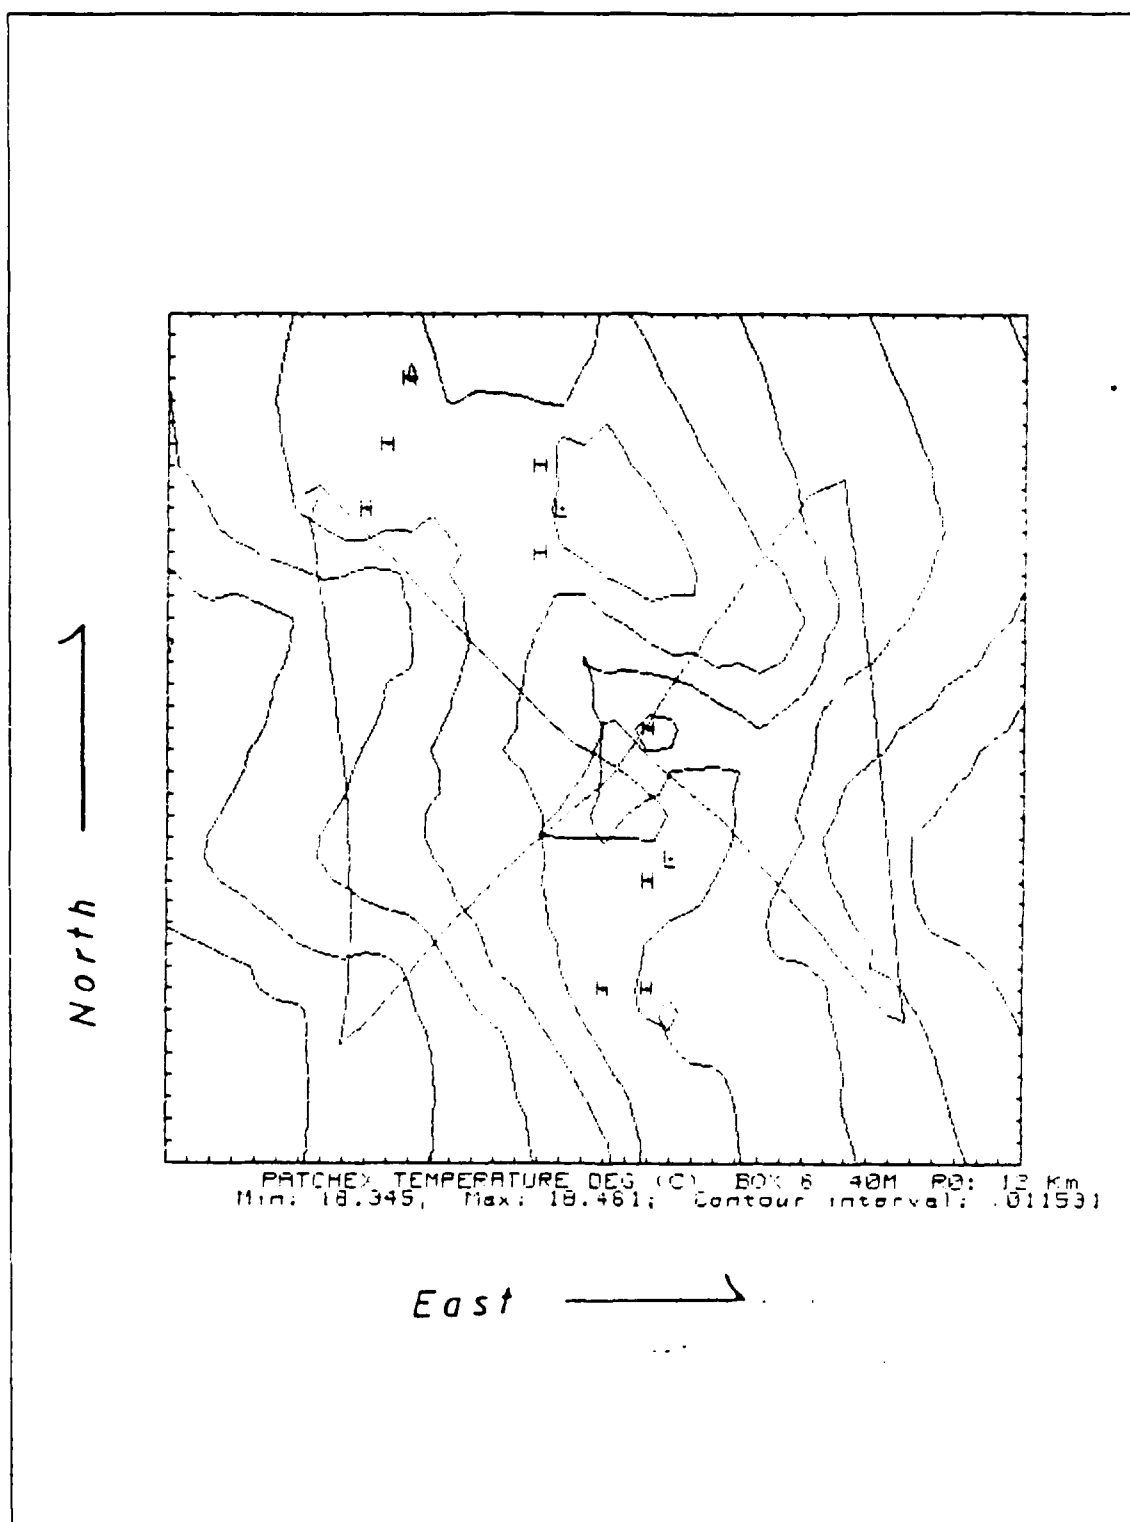 H
H
H
L
H
North
L
H
H H
PATCHEX TEMPERATURE DEG (C) BOX 6 40M R0: 12 Km
Min: 18.345, Max: 18.461; Contour interval: .011531
East